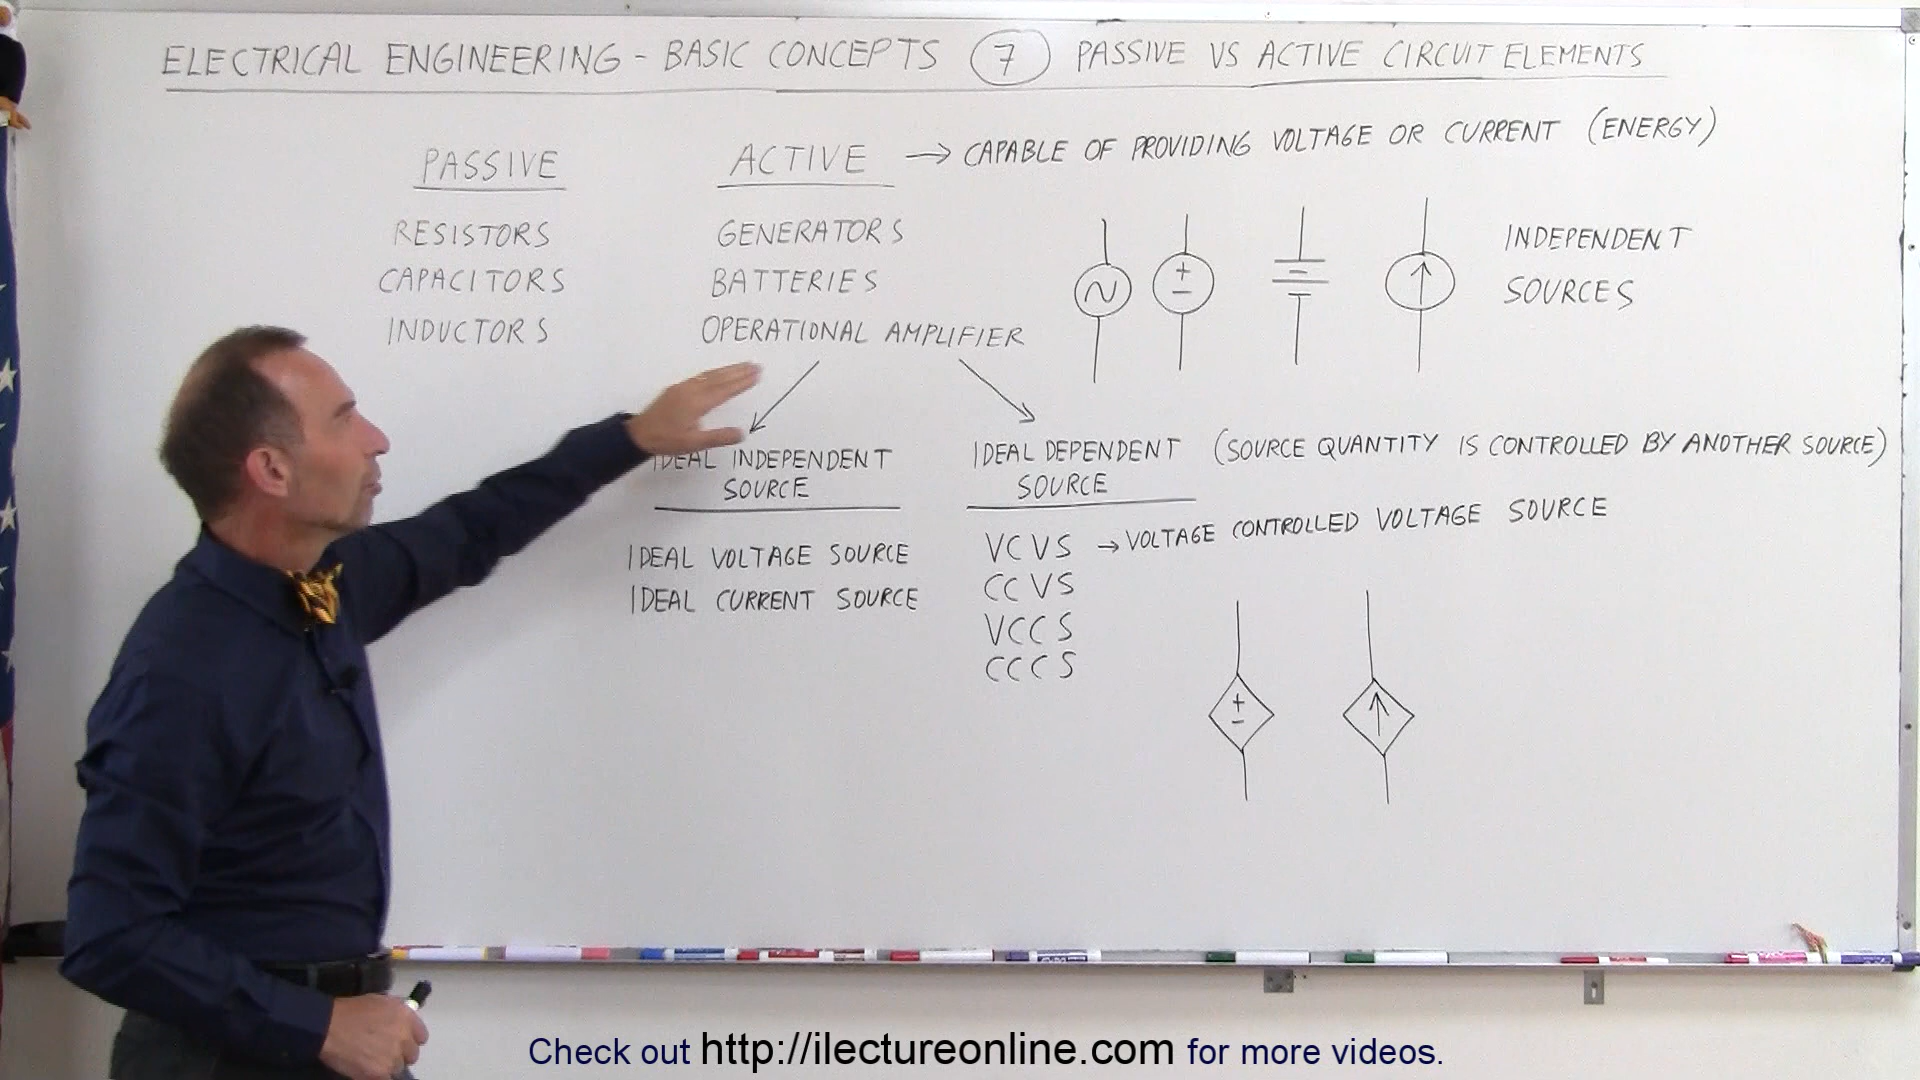 ELECTRICAL ENGINEERING - BASIC CONCEPTS 7 PASSIVE VS ACTIVE CIRCUIT ELEMENTS
PASSIVE
RESISTORS
CAPACITORS
INDUCTORS
ACTIVE → CAPABLE OF PROVIDING VOLTAGE OR CURRENT (ENERGY)
GENERATORS
BATTERIES
OPERATIONAL AMPLIFIER
+
-
INDEPENDENT
SOURCES
IDEAL INDEPENDENT
SOURCE
IDEAL VOLTAGE SOURCE
IDEAL CURRENT SOURCE
IDEAL DEPENDENT (SOURCE QUANTITY IS CONTROLLED BY ANOTHER SOURCE)
SOURCE
VCVS → VOLTAGE CONTROLLED VOLTAGE SOURCE
CCVS
VCCS
CCCS
+
-
Check out http://ilectureonline.com for more videos.